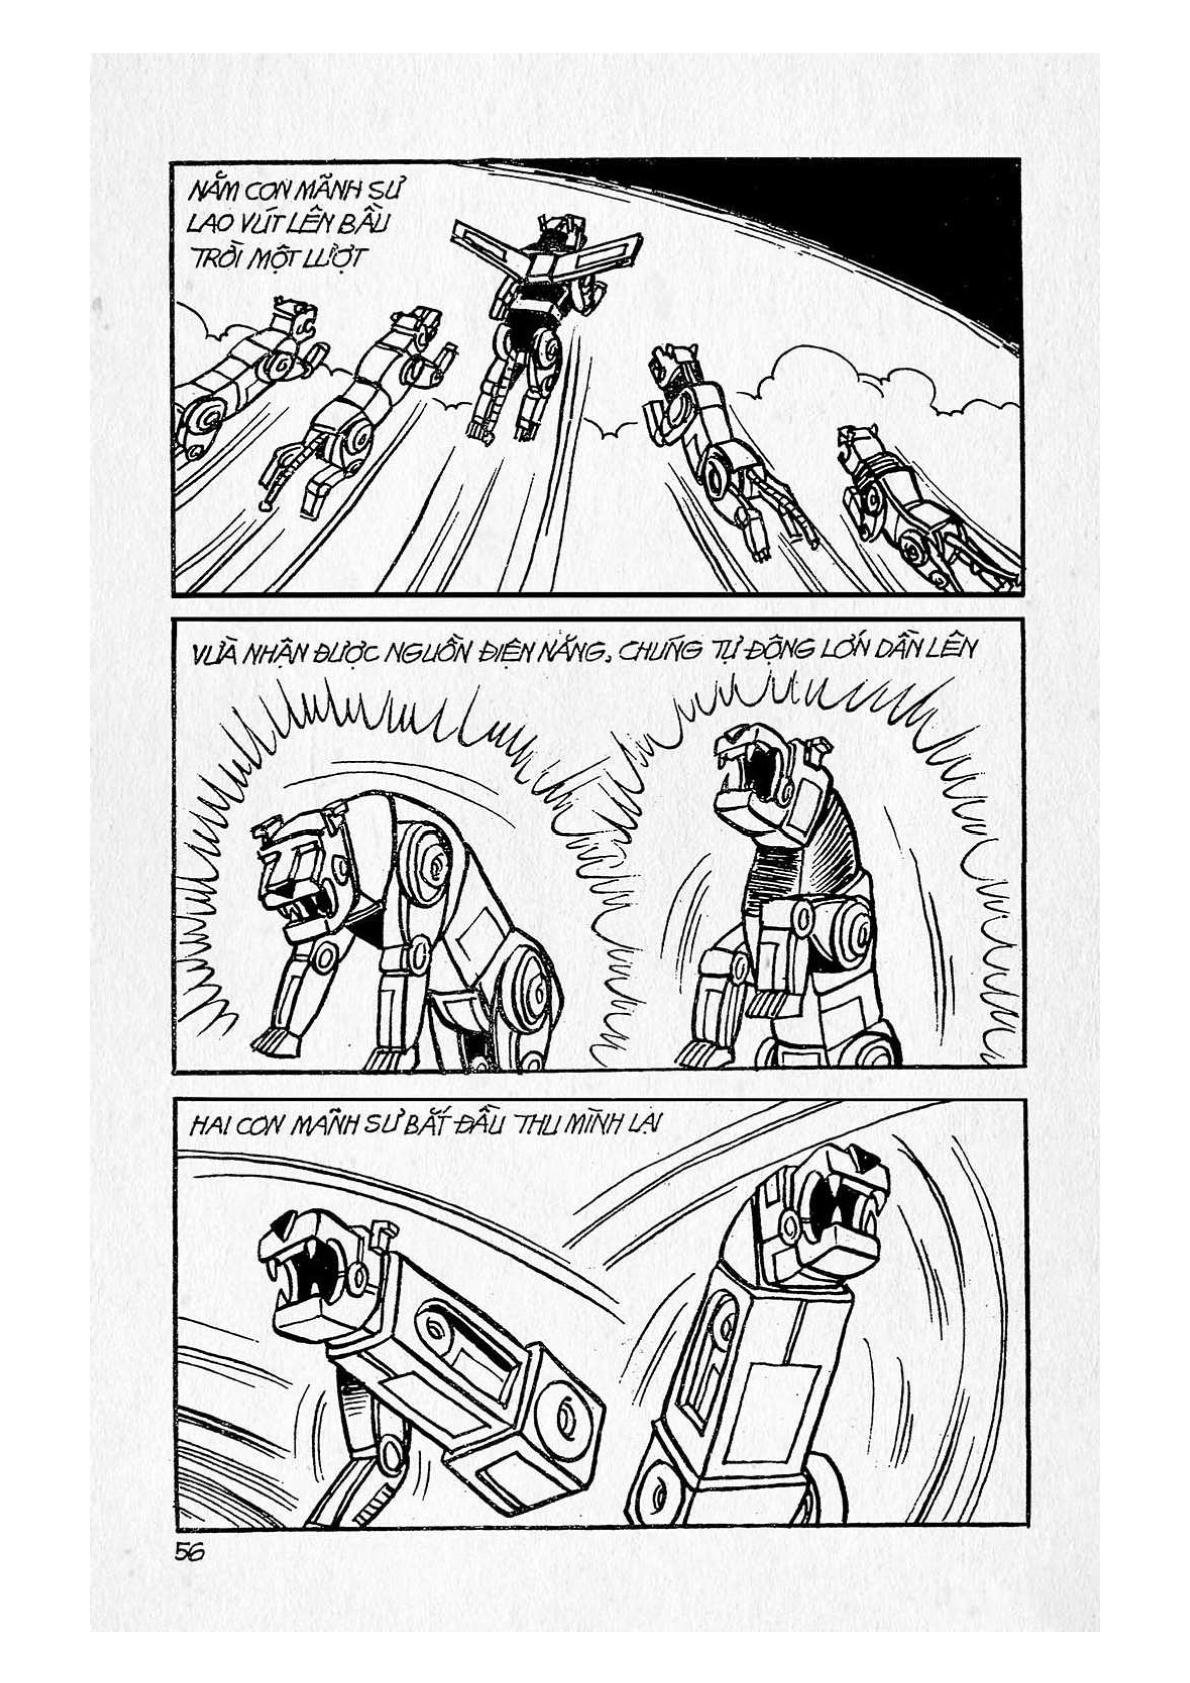 NĂM CON MÃNH SƯ
LAO VÚT LÊN BẦU
TRỜI MỘT LƯỢT
VỪA NHẬN ĐƯỢC NGUỒN ĐIỆN NĂNG, CHÚNG TỰ ĐỘNG LỚN DẦN LÊN
HAI CON MÃNH SƯ BẮT ĐẦU THU MÌNH LẠI
56